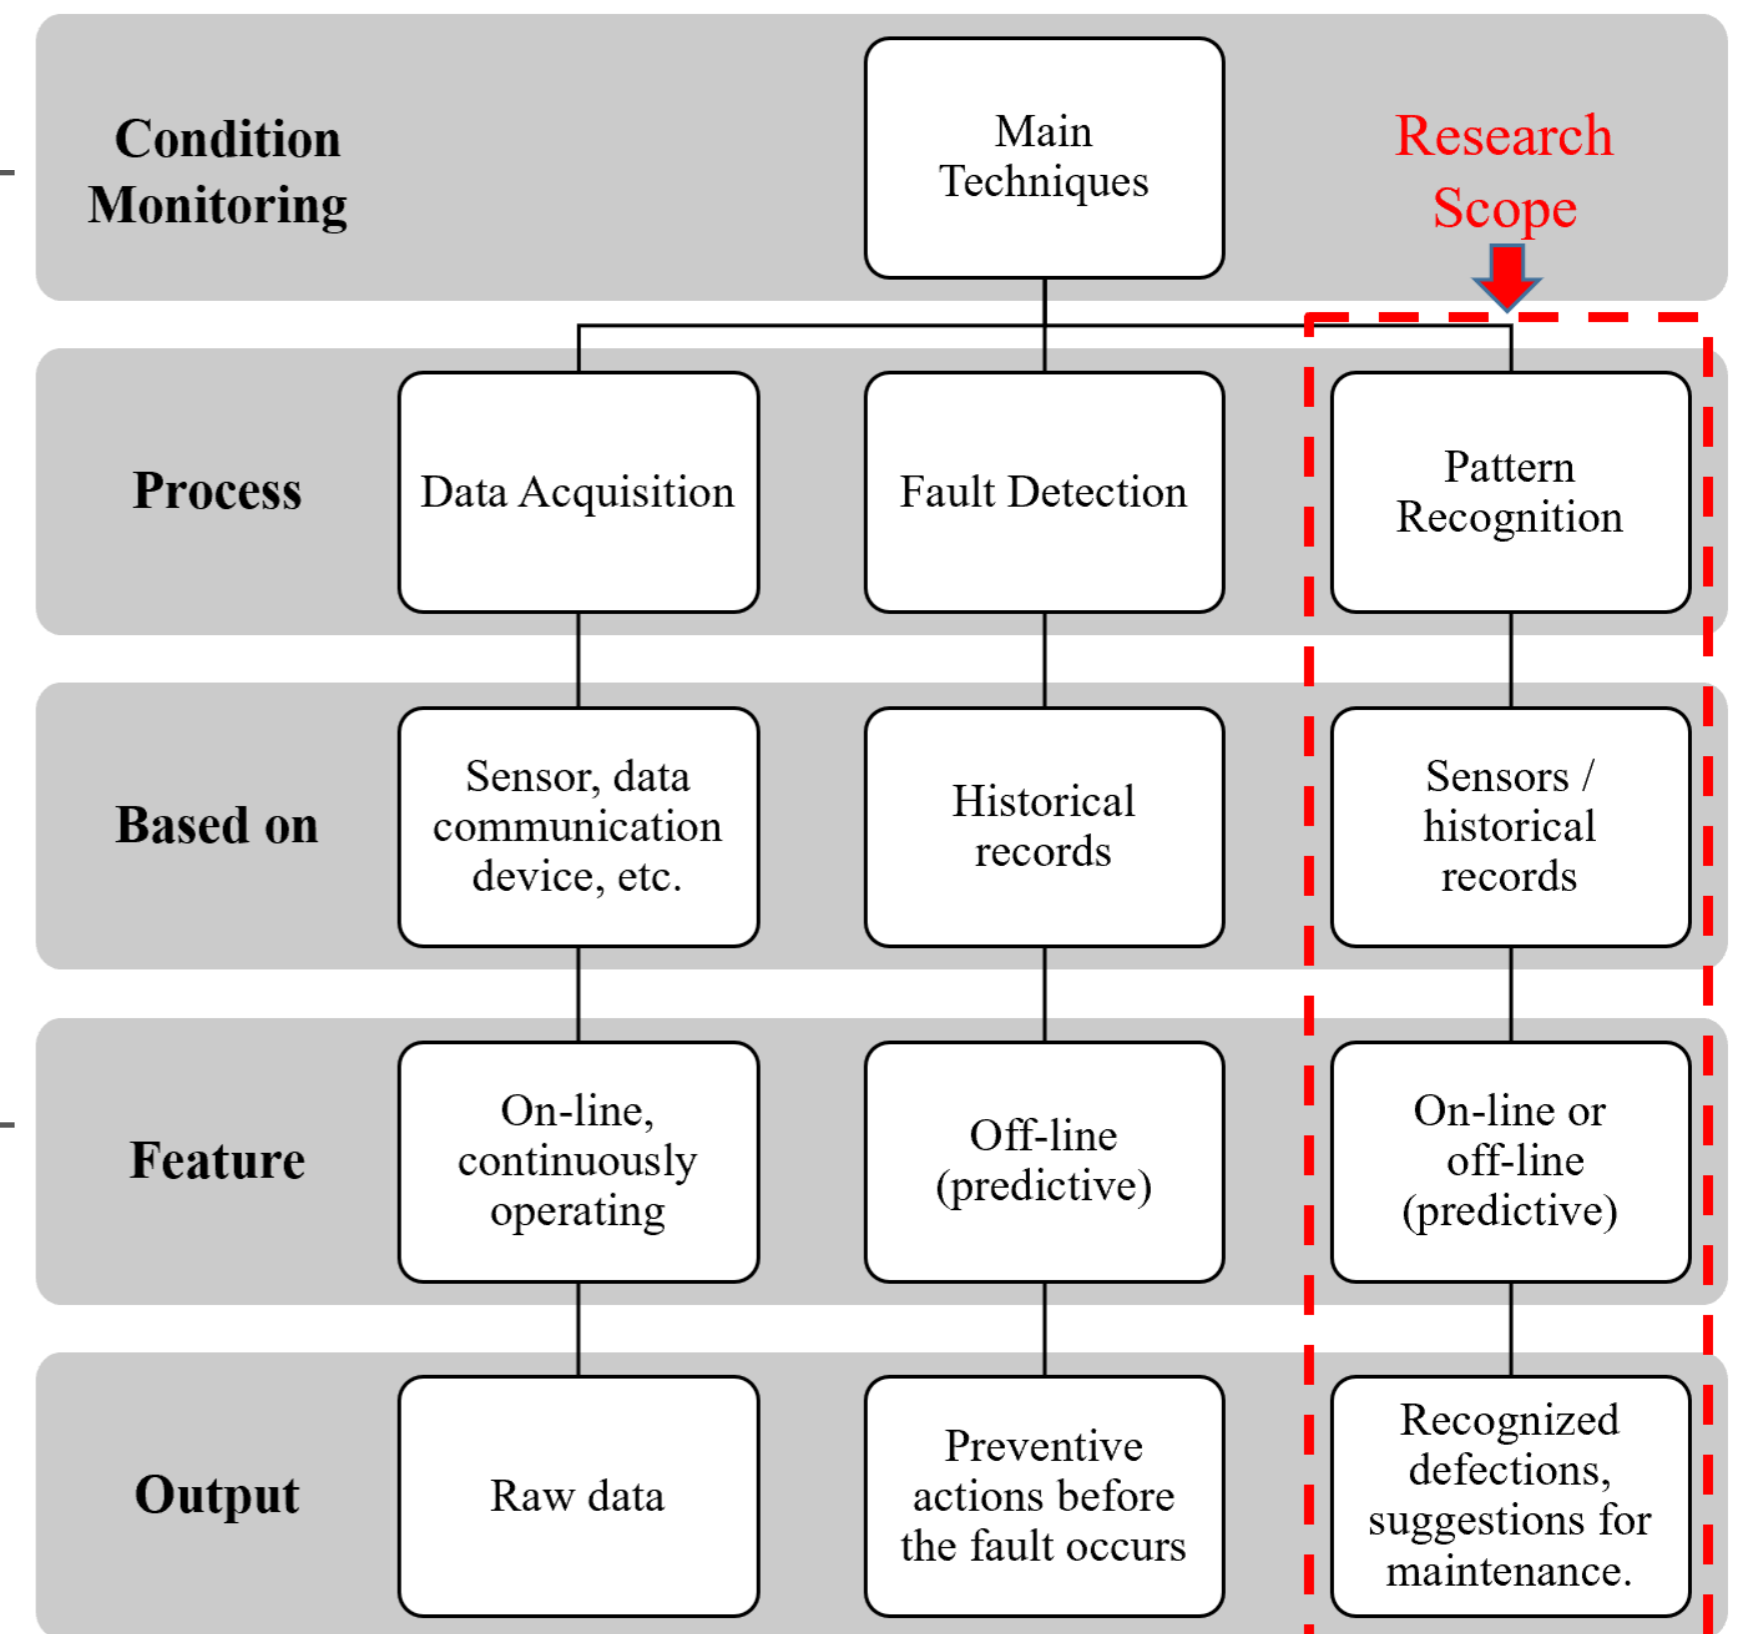 Condition
Monitoring
Main
Techniques
Research
Scope
Process
Data Acquisition
Fault Detection
Pattern
Recognition
Based on
Sensor, data
communication
device, etc.
Historical
records
Sensors /
historical
records
Feature
On-line,
continuously
operating
Off-line
(predictive)
On-line or
off-line
(predictive)
Output
Raw data
Preventive
actions before
the fault occurs
Recognized
defections,
suggestions for
maintenance.